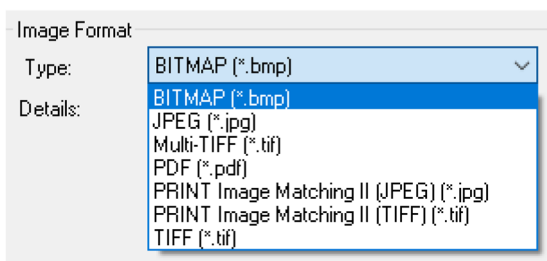 Image Format
Type: BITMAP (*.bmp)
Details:
BITMAP (*.bmp)
JPEG (*.jpg)
Multi-TIFF (*.tif)
PDF (*.pdf)
PRINT Image Matching II (JPEG) (*.jpg)
PRINT Image Matching II (TIFF) (*.tif)
TIFF (*.tif)